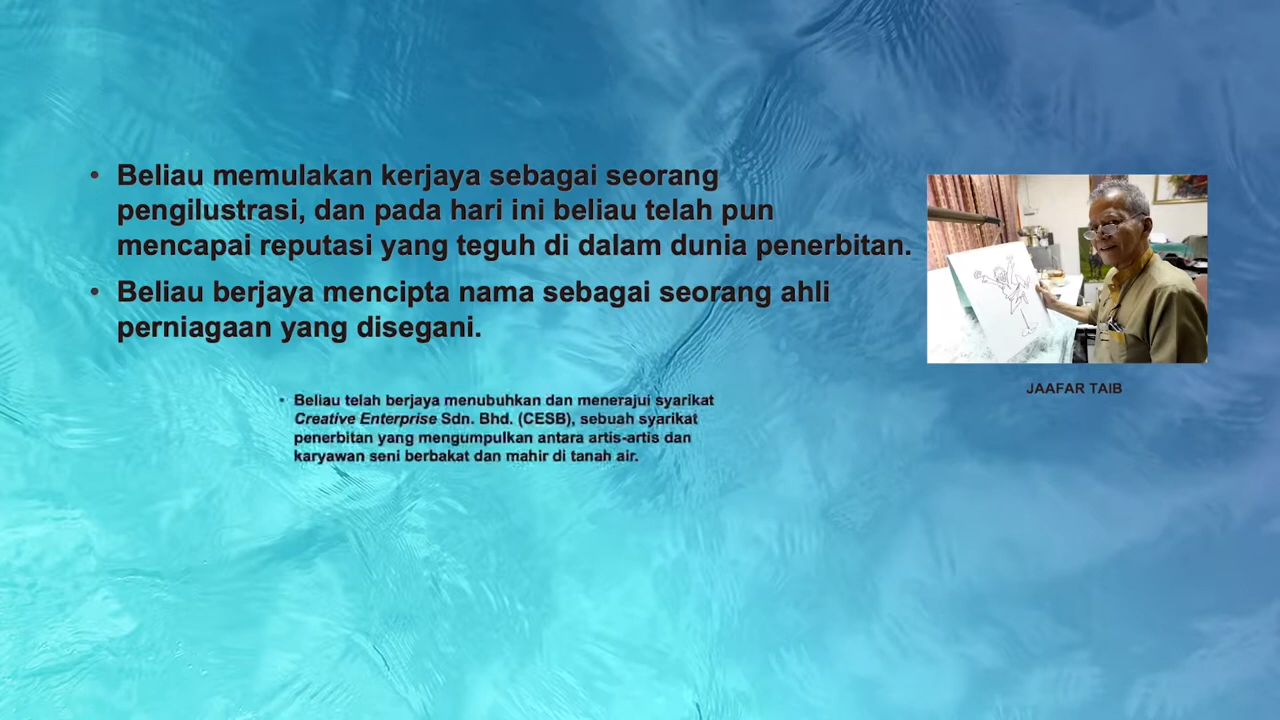 • Beliau memulakan kerjaya sebagai seorang
pengilustrasi, dan pada hari ini beliau telah pun
mencapai reputasi yang teguh di dalam dunia penerbitan.
• Beliau berjaya mencipta nama sebagai seorang ahli
perniagaan yang disegani.
• Beliau telah berjaya menubuhkan dan menerajui syarikat
Creative Enterprise Sdn. Bhd. (CESB), sebuah syarikat
penerbitan yang mengumpulkan antara artis-artis dan
karyawan seni berbakat dan mahir di tanah air.
JAAFAR TAIB